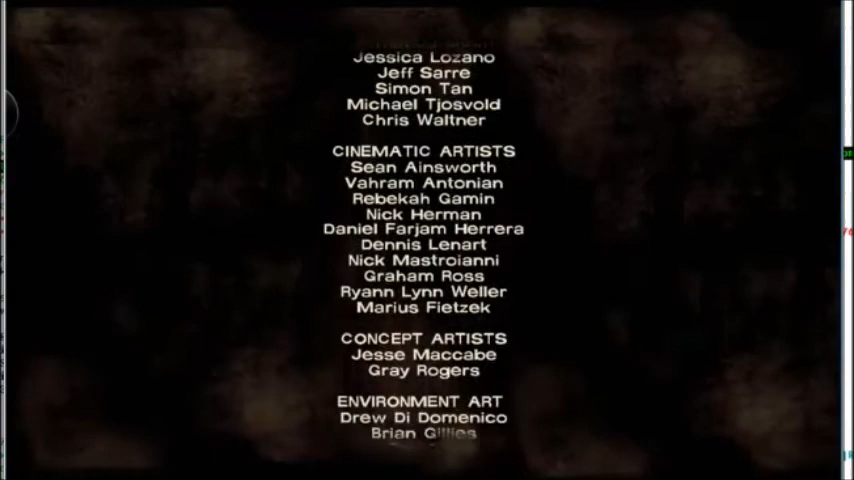 Jessica Lozano
Jeff Sarre
Simon Tan
Michael Tjosvold
Chris Waltner
CINEMATIC ARTISTS
Sean Ainsworth
Vahram Antonian
Rebekah Gamin
Nick Herman
Daniel Farjam Herrera
Dennis Lenart
Nick Mastroianni
Graham Ross
Ryann Lynn Weller
Marius Fietzek
CONCEPT ARTISTS
Jesse Maccabe
Gray Rogers
ENVIRONMENT ART
Drew Di Domenico
Brian Gillies